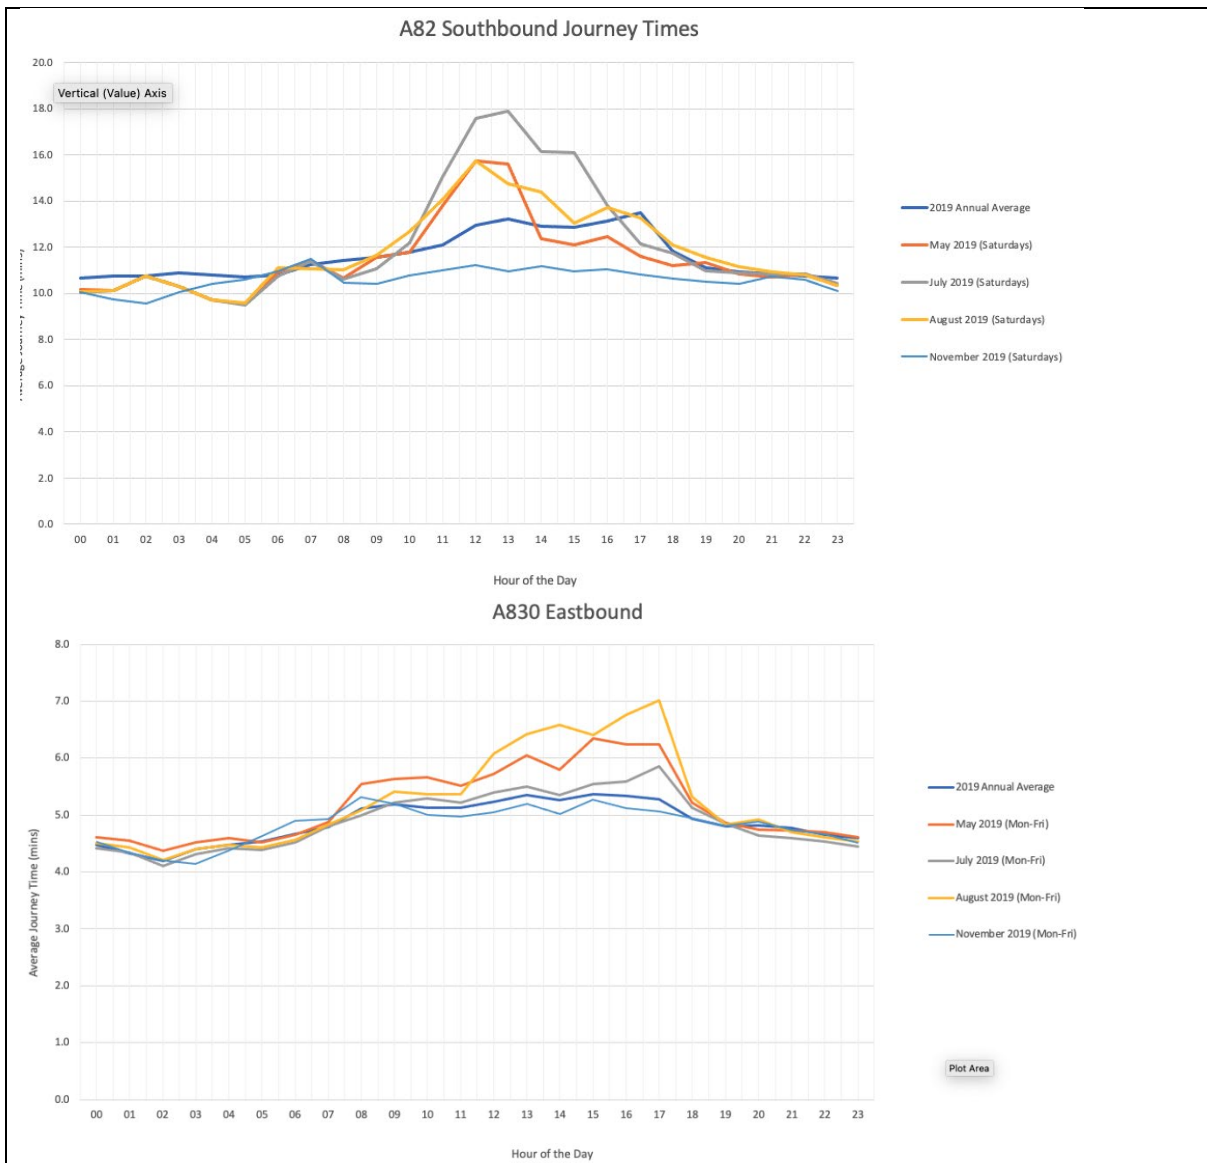 A82 Southbound Journey Times
20.0
Vertical (Value) Axis
18.0
16.0
14.0
12.0
10.0
8.0
6.0
4.0
2.0
0.0
00 01 02 03 04 05 06 07 08 09 10 11 12 13 14 15 16 17 18 19 20 21 22 23
Hour of the Day
2019 Annual Average
May 2019 (Saturdays)
July 2019 (Saturdays)
August 2019 (Saturdays)
November 2019 (Saturdays)
A830 Eastbound
8.0
7.0
6.0
5.0
4.0
3.0
2.0
1.0
0.0
Average Journey Time (mins)
00 01 02 03 04 05 06 07 08 09 10 11 12 13 14 15 16 17 18 19 20 21 22 23
Hour of the Day
2019 Annual Average
May 2019 (Mon-Fri)
July 2019 (Mon-Fri)
August 2019 (Mon-Fri)
November 2019 (Mon-Fri)
Plot Area